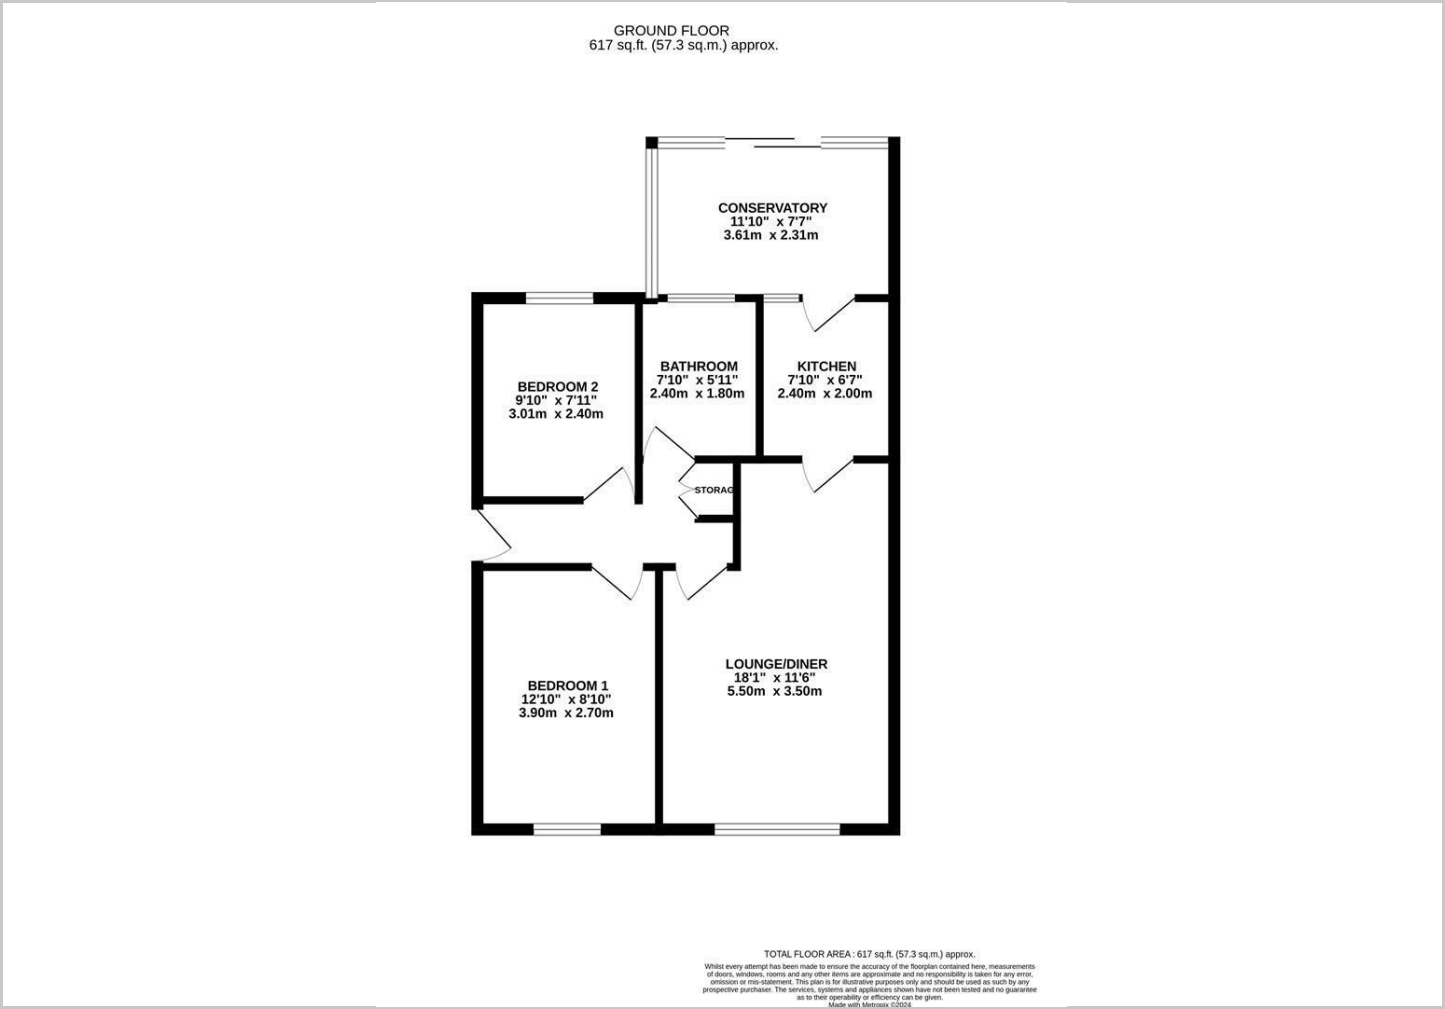 GROUND FLOOR
617 sq.ft. (57.3 sq.m.) approx.
CONSERVATORY
11'10" x 7'7"
3.61m x 2.31m
BEDROOM 2
9'10" x 7'11"
3.01m x 2.40m
BATHROOM
7'10" x 5'11"
2.40m x 1.80m
KITCHEN
7'10" x 6'7"
2.40m x 2.00m
STORAG
BEDROOM 1
12'10" x 8'10"
3.90m x 2.70m
LOUNGE/DINER
18'1" x 11'6"
5.50m x 3.50m
TOTAL FLOOR AREA : 617 sq.ft. (57.3 sq.m.) approx.
Whilst every attempt has been made to ensure the accuracy of the floorplan contained here, measurements
of doors, windows, rooms and any other items are approximate and no responsibility is taken for any error,
omission or mis-statement. This plan is for illustrative purposes only and should be used as such by any
prospective purchaser. The services, systems and appliances shown have not been tested and no guarantee
as to their operability or efficiency can be given.
Made with Metropix ©2024